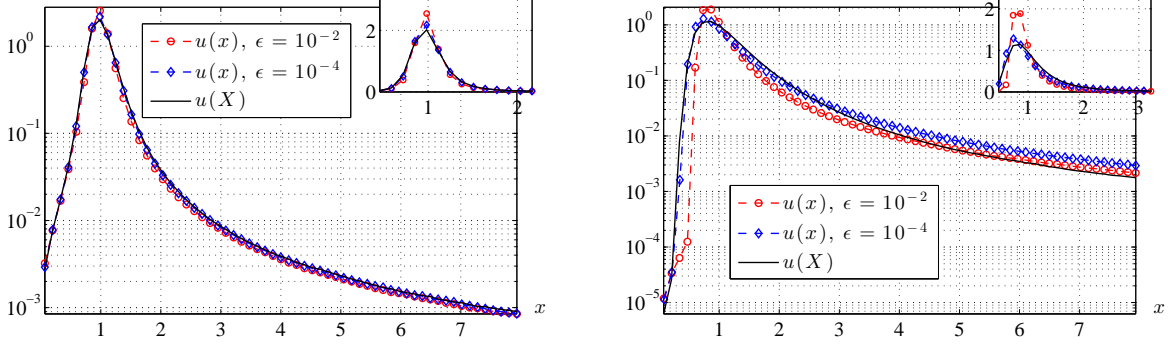 10^0
10^{-1}
10^{-2}
10^{-3}
1 2 3 4 5 6 7
x
u(x), ϵ = 10^{-2}
u(x), ϵ = 10^{-4}
u(X)
2
0
1 2
10^0
10^{-1}
10^{-2}
10^{-3}
10^{-4}
10^{-5}
1 2 3 4 5 6 7
x
u(x), ϵ = 10^{-2}
u(x), ϵ = 10^{-4}
u(X)
2
1
0
1 2 3